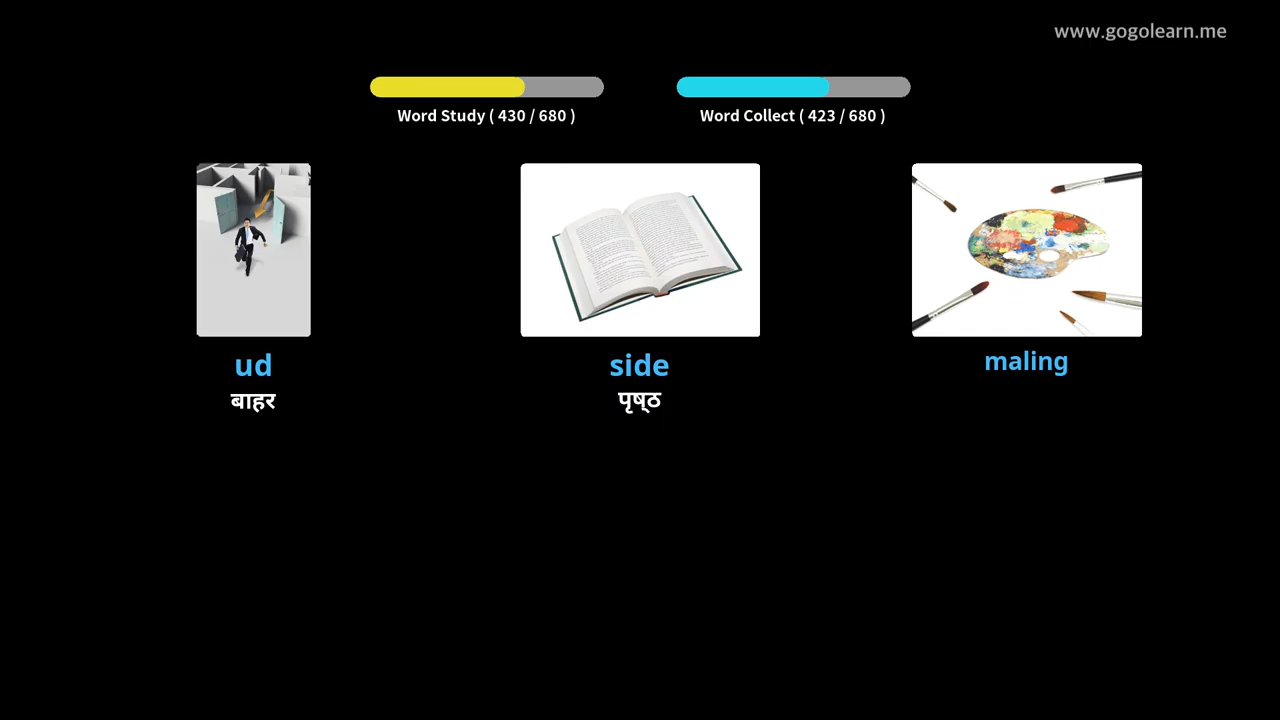 www.gogolearn.me
Word Study ( 430 / 680 )
Word Collect ( 423 / 680 )
ud
बाहर
side
पृष्ठ
maling